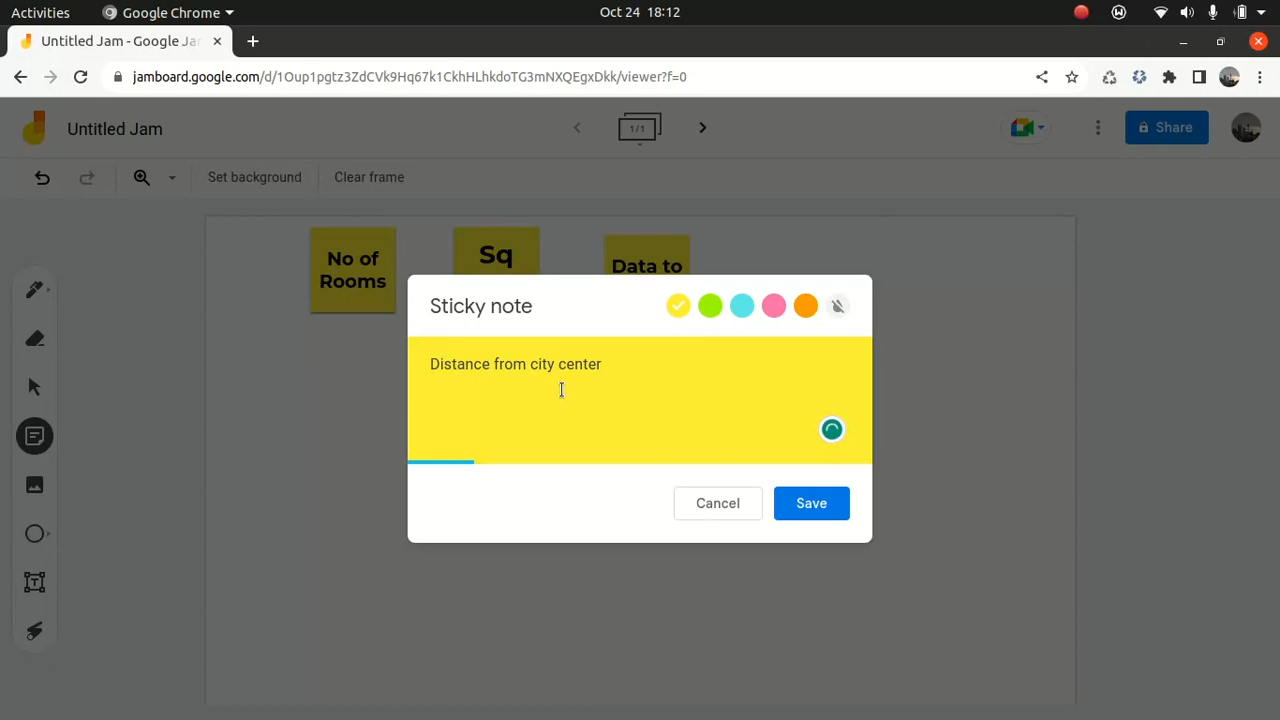 Activities
Google Chrome
Oct 24 18:12
Untitled Jam - Google Ja
jamboard.google.com/d/1Oup1pgtz3ZdCVk9Hq67k1CkhHLhkdoTG3mNXQEgxDkk/viewer?f=0
Untitled Jam
1/1
Share
Set background
Clear frame
No of
Rooms
Sq
Data to
Sticky note
Distance from city center
Cancel
Save